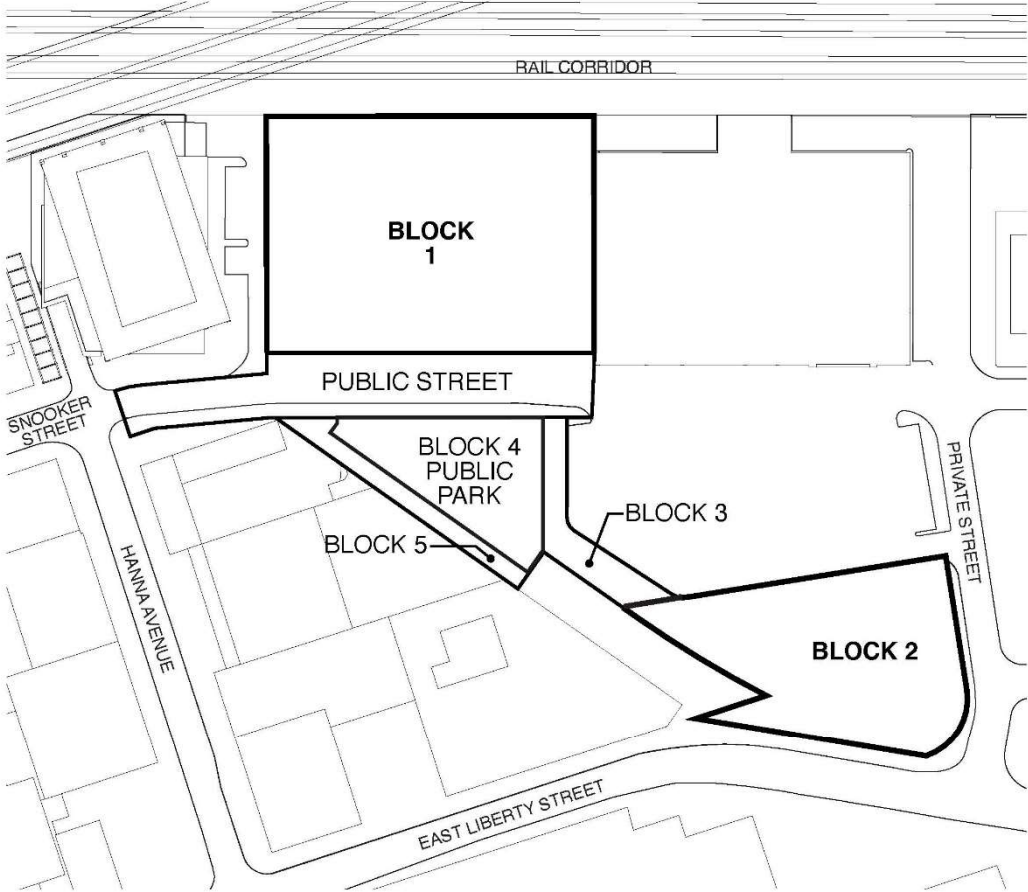 RAIL CORRIDOR
BLOCK
1
PUBLIC STREET
SNOOKER
STREET
BLOCK 4
PUBLIC
PARK
BLOCK 3
BLOCK 5
PRIVATE STREET
HANNA AVENUE
BLOCK 2
EAST LIBERTY STREET